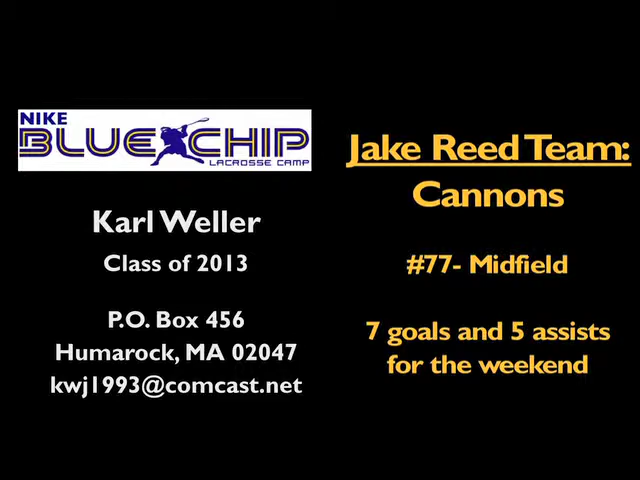 NIKE
BLUE CHIP
LACROSSE CAMP
Karl Weller
Class of 2013
P.O. Box 456
Humarock, MA 02047
kwj1993@comcast.net
Jake Reed Team:
Cannons
#77- Midfield
7 goals and 5 assists
for the weekend